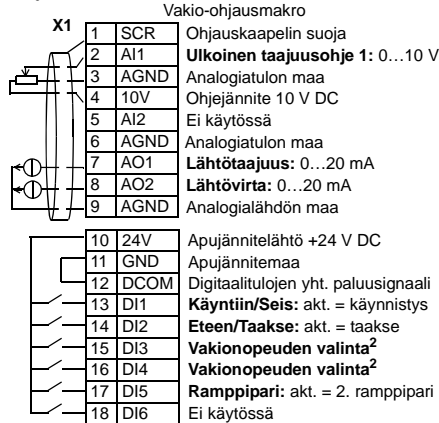 Vakio-ohjausmakro
X1
1 SCR Ohjauskaapelin suoja
2 AI1 Ulkoinen taajuusohje 1: 0…10 V
3 AGND Analogiatulon maa
4 10V Ohjejännite 10 V DC
5 AI2 Ei käytössä
6 AGND Analogiatulon maa
7 AO1 Lähtötaajuus: 0…20 mA
8 AO2 Lähtövirta: 0…20 mA
9 AGND Analogialähdön maa
10 24V Apujännitelähtö +24 V DC
11 GND Apujännitemaa
12 DCOM Digitaalitulojen yht. paluusignaali
13 DI1 Käyntiin/Seis: akt. = käynnistys
14 DI2 Eteen/Taakse: akt. = taakse
15 DI3 Vakionopeuden valinta²
16 DI4 Vakionopeuden valinta²
17 DI5 Ramppipari: akt. = 2. ramppipari
18 DI6 Ei käytössä